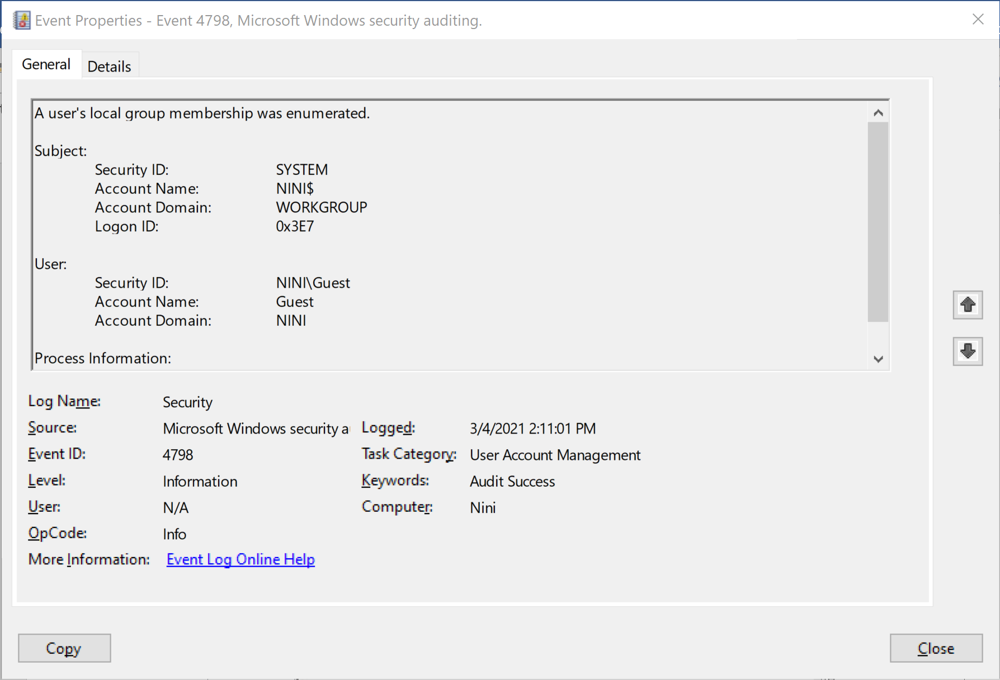 Event Properties - Event 4798, Microsoft Windows security auditing.
General Details
A user's local group membership was enumerated.
Subject:
Security ID: SYSTEM
Account Name: NINI$
Account Domain: WORKGROUP
Logon ID: 0x3E7
User:
Security ID: NINI\Guest
Account Name: Guest
Account Domain: NINI
Process Information:
Log Name: Security
Source: Microsoft Windows security a Logged: 3/4/2021 2:11:01 PM
Event ID: 4798 Task Category: User Account Management
Level: Information Keywords: Audit Success
User: N/A Computer: Nini
OpCode: Info
More Information: Event Log Online Help
Copy Close